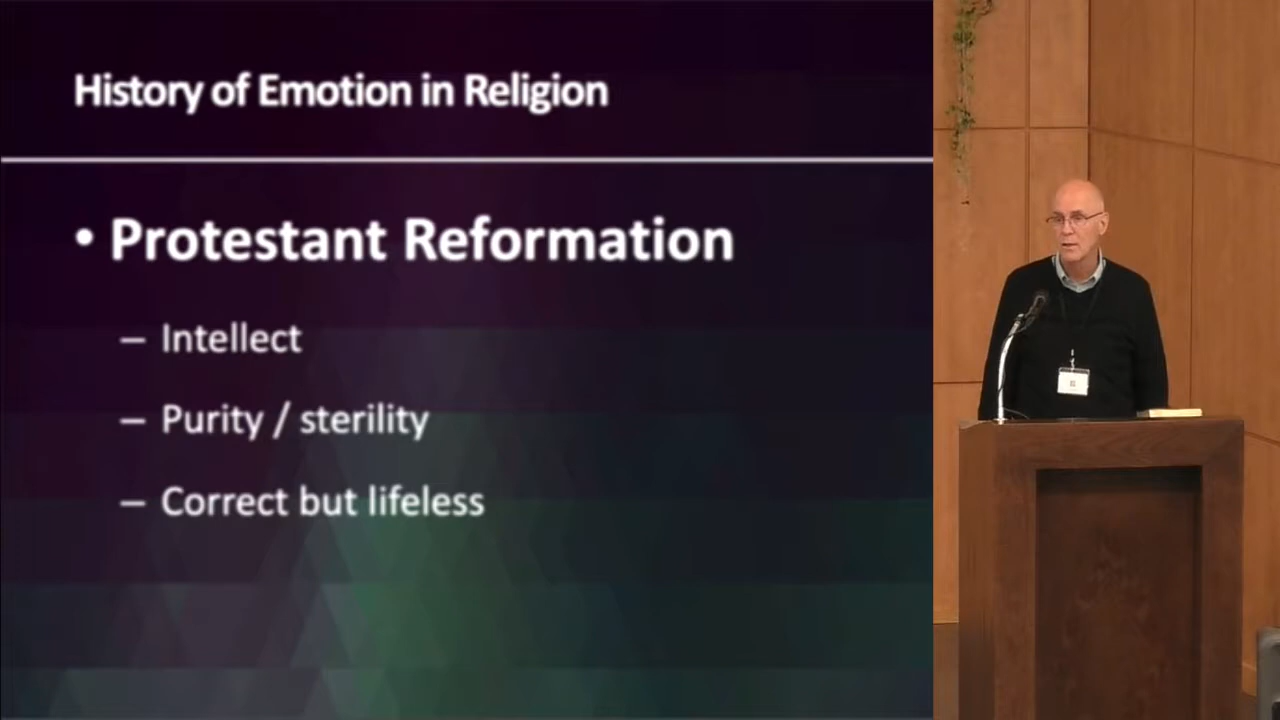 History of Emotion in Religion
• Protestant Reformation
– Intellect
– Purity / sterility
– Correct but lifeless